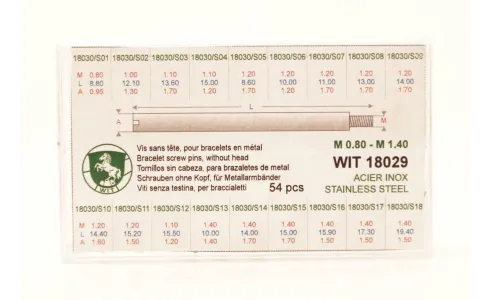 18030/S01 18030/S02 18030/S03 18030/S04 18030/S05 18030/S06 18030/S07 18030/S08 18030/S09
M 0.80 1.00 1.10 1.10 1.20 1.20 1.20 1.20 1.20
L 8.80 12.10 13.60 15.00 8.60 10.00 11.00 13.00 14.00
A 0.95 1.30 1.20 1.20 1.70 1.70 1.20 1.70 1.70
L
A
M
Vis sans tête, pour bracelets en métal
Bracelet screw pins, without head
Tornillos sin cabeza, para brazaletes de metal
Schrauben ohne Kopf, für Metallarmbänder
Viti senza testina, per braccialetti
54 pcs
M 0.80 - M 1.40
WIT 18029
ACIER INOX
STAINLESS STEEL
WIT
18030/S10 18030/S11 18030/S12 18030/S13 18030/S14 18030/S15 18030/S16 18030/S17 18030/S18
M 1.20 1.20 1.10 1.40 1.40 1.40 1.40 1.40 1.40
L 14.40 15.20 15.50 10.00 14.00 15.00 15.90 17.30 19.40
A 1.60 1.50 1.20 1.40 1.70 1.70 1.50 1.50 1.50